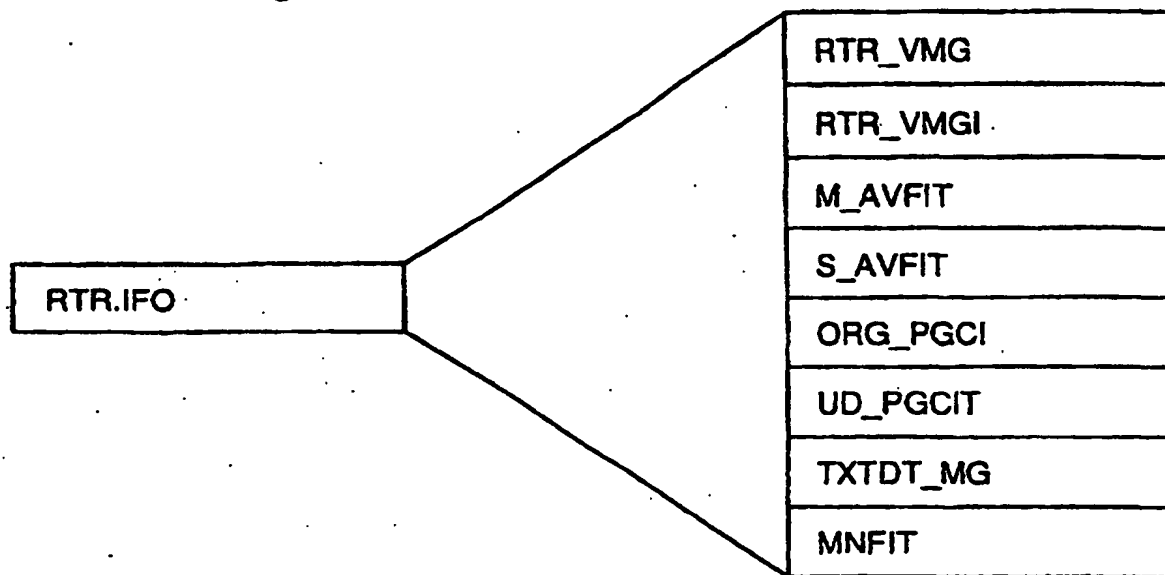 RTR.IFO
RTR_VMG
RTR_VMGI
M_AVFIT
S_AVFIT
ORG_PGCI
UD_PGCIT
TXTDT_MG
MNFIT